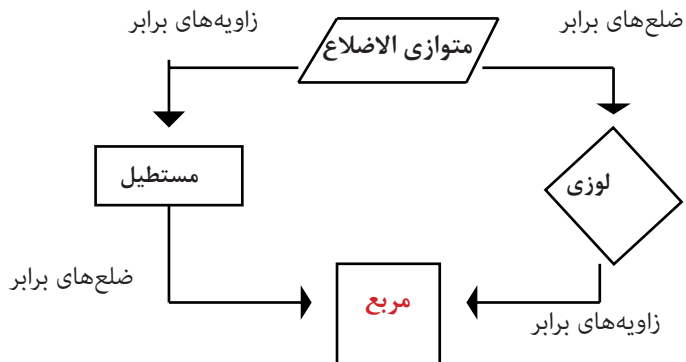 ضلع‌های برابر
زاویه‌های برابر
متوازی الاضلاع
لوزی
مستطیل
ضلع‌های برابر
مربع
زاویه‌های برابر